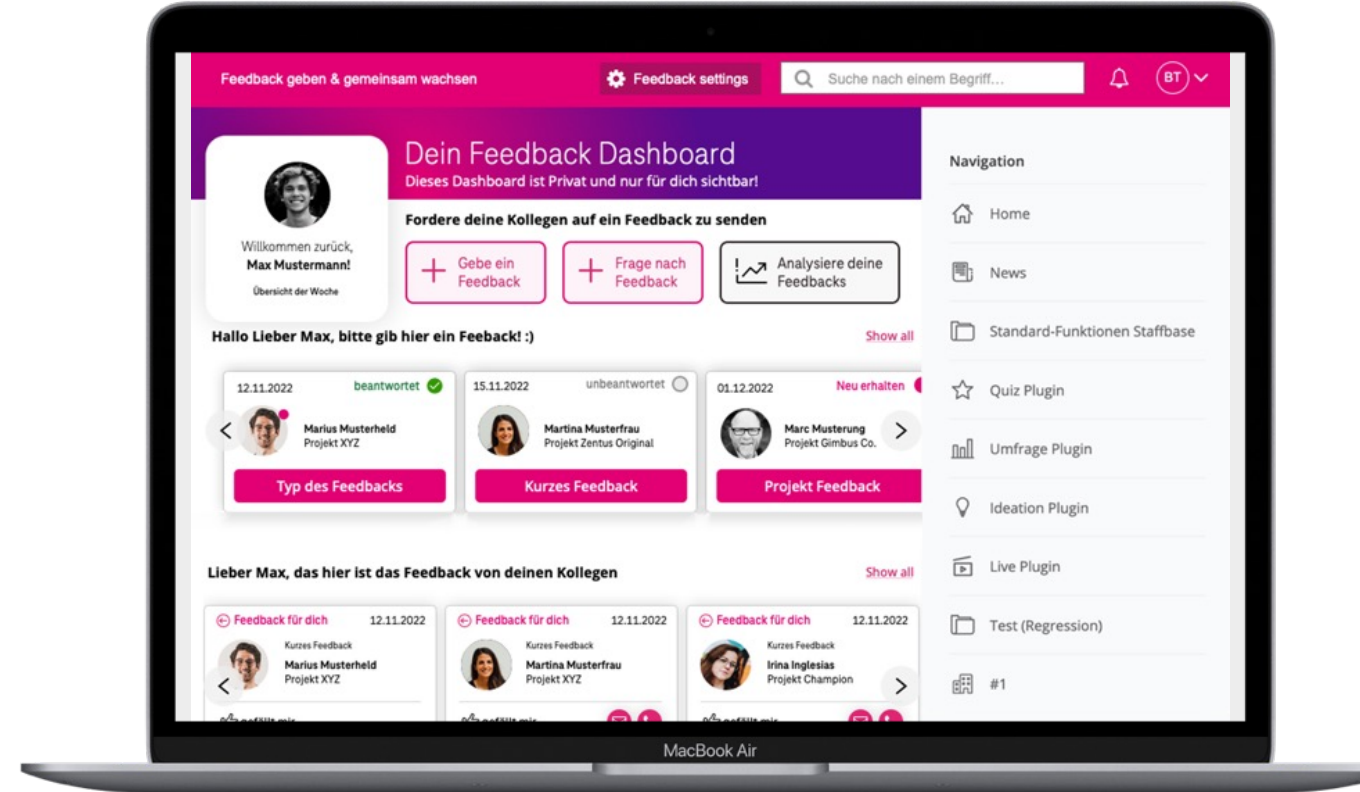 Feedback geben & gemeinsam wachsen
Feedback settings
Suche nach einem Begriff...
BT
Dein Feedback Dashboard
Dieses Dashboard ist Privat und nur für dich sichtbar!
Willkommen zurück,
Max Mustermann!
Übersicht der Woche
Fordere deine Kollegen auf ein Feedback zu senden
Gebe ein
Feedback
Frage nach
Feedback
Analysiere deine
Feedbacks
Hallo Lieber Max, bitte gib hier ein Feeback! :)
Show all
12.11.2022
beantwortet
Marius Musterheld
Projekt XYZ
Typ des Feedbacks
15.11.2022
unbeantwortet
Martina Musterfrau
Projekt Zentus Original
Kurzes Feedback
01.12.2022
Neu erhalten
Marc Musterung
Projekt Gimbus Co.
Projekt Feedback
Lieber Max, das hier ist das Feedback von deinen Kollegen
Show all
Feedback für dich
12.11.2022
Kurzes Feedback
Marius Musterheld
Projekt XYZ
Feedback für dich
12.11.2022
Kurzes Feedback
Martina Musterfrau
Projekt XYZ
Feedback für dich
12.11.2022
Kurzes Feedback
Irina Inglesias
Projekt Champion
Navigation
Home
News
Standard-Funktionen Staffbase
Quiz Plugin
Umfrage Plugin
Ideation Plugin
Live Plugin
Test (Regression)
#1
MacBook Air